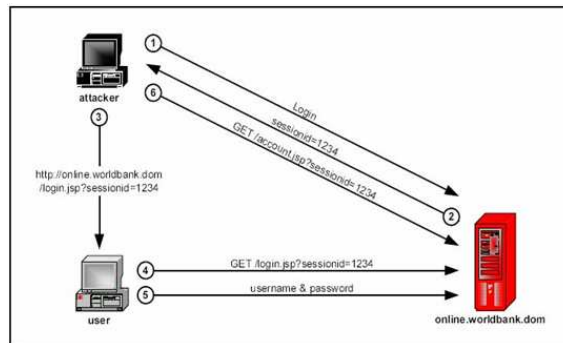 1
attacker
6
3
Login
sessionid=1234
GET /account.jsp?sessionid=1234
http://online.worldbank.dom
/login.jsp?sessionid=1234
2
4
GET /login.jsp?sessionid=1234
5
username & password
user
online.worldbank.dom